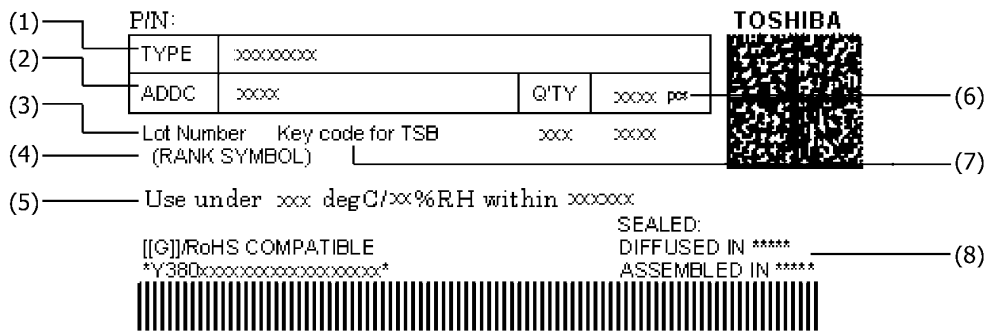 P/N:
TOSHIBA
(1)
TYPE xxxxxxxx
(2)
ADDC xxxx Q'TY xxxx pcs
(6)
(3)
Lot Number Key code for TSB xxx xxxx
(4)
(RANK SYMBOL)
(7)
(5)
Use under xxx degC/xx%RH within xxxxxx
SEALED:
[[G]]/RoHS COMPATIBLE DIFFUSED IN *****
(8)
*Y380xxxxxxxxxxxxxxxxxx* ASSEMBLED IN *****